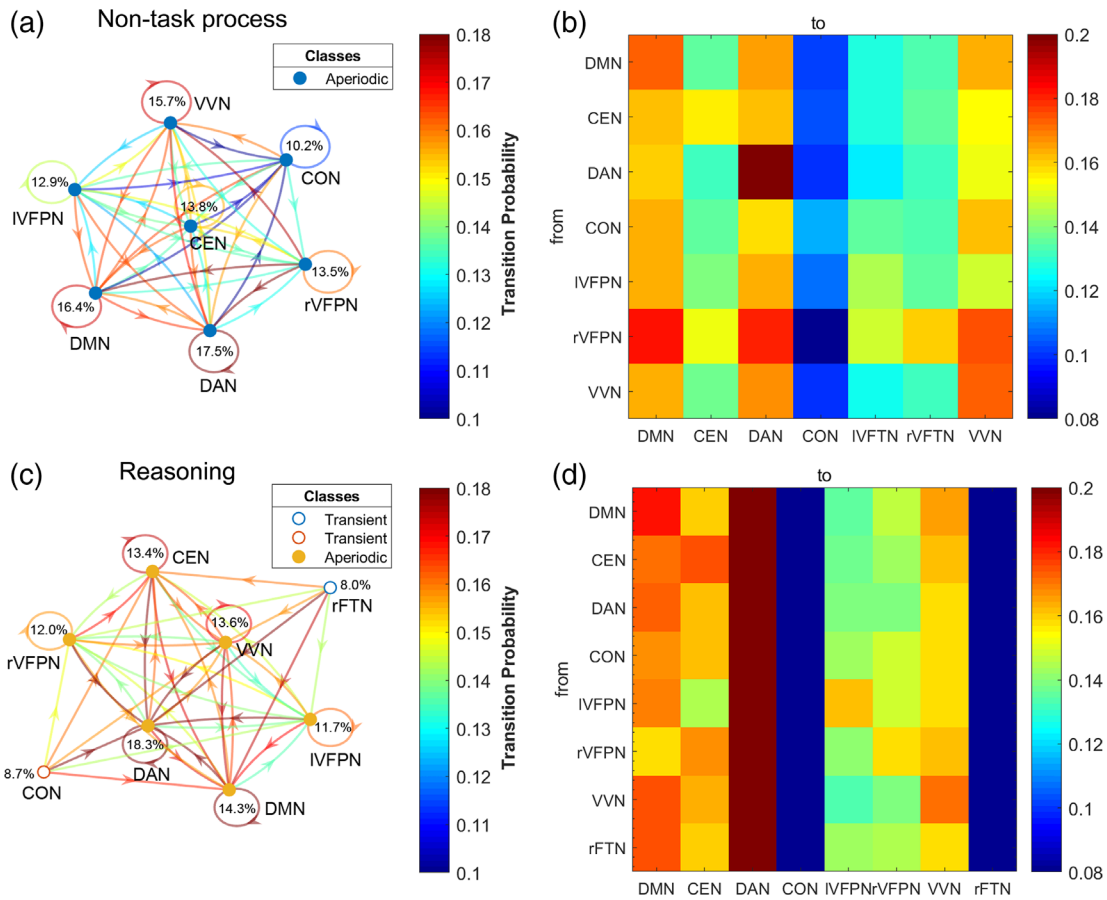 (a) Non-task process
Classes
Aperiodic
VVN
15.7%
10.2%
CON
12.9%
lVFPN
13.8%
CEN
13.5%
rVFPN
16.4%
DMN
17.5%
DAN
0.18
0.17
0.16
0.15
0.14
0.13
0.12
0.11
0.1
Transition Probability
(b) to
from
DMN
CEN
DAN
CON
lVFPN
rVFPN
VVN
DMN CEN DAN CON lVFTN rVFTN VVN
0.2
0.18
0.16
0.14
0.12
0.1
0.08
(c) Reasoning
Classes
Transient
Transient
Aperiodic
CEN
13.4%
8.0%
rFTN
12.0%
rVFPN
13.6%
VVN
11.7%
lVFPN
18.3%
DAN
8.7%
CON
14.3%
DMN
0.18
0.17
0.16
0.15
0.14
0.13
0.12
0.11
0.1
Transition Probability
(d) to
from
DMN
CEN
DAN
CON
lVFPN
rVFPN
VVN
rFTN
DMN CEN DAN CON lVFPN rVFPN VVN rFTN
0.2
0.18
0.16
0.14
0.12
0.1
0.08